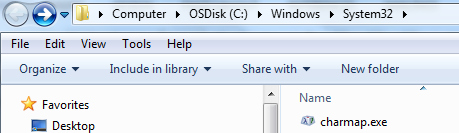 Computer OSDisk (C:) Windows System32
File Edit View Tools Help
Organize Include in library Share with New folder
Favorites Name
Desktop charmap.exe